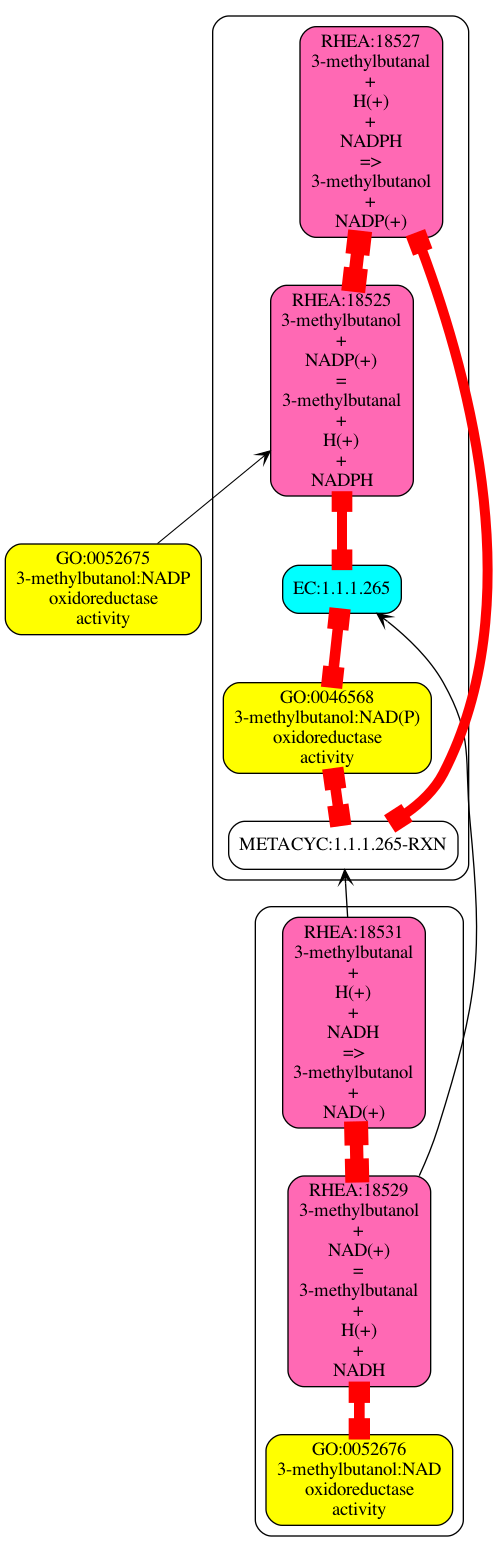 RHEA:18527
3-methylbutanal
+
H(+)
+
NADPH
=>
3-methylbutanol
+
NADP(+)
RHEA:18525
3-methylbutanol
+
NADP(+)
=
3-methylbutanal
+
H(+)
+
NADPH
GO:0052675
3-methylbutanol:NADP
oxidoreductase
activity
EC:1.1.1.265
GO:0046568
3-methylbutanol:NAD(P)
oxidoreductase
activity
METACYC:1.1.1.265-RXN
RHEA:18531
3-methylbutanal
+
H(+)
+
NADH
=>
3-methylbutanol
+
NAD(+)
RHEA:18529
3-methylbutanol
+
NAD(+)
=
3-methylbutanal
+
H(+)
+
NADH
GO:0052676
3-methylbutanol:NAD
oxidoreductase
activity